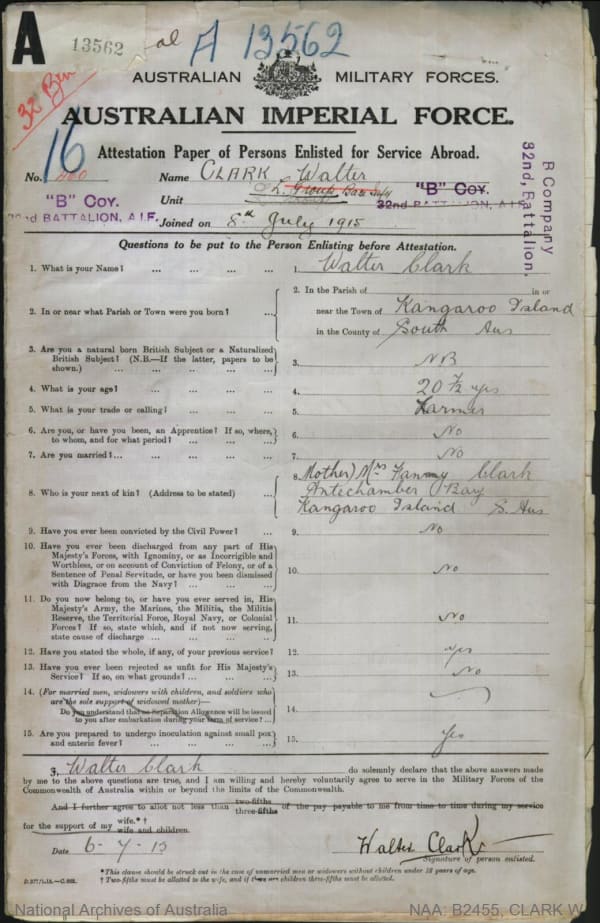 A
13562
al A 13562
32 Bn
AUSTRALIAN MILITARY FORCES.
AUSTRALIAN IMPERIAL FORCE.
16
Attestation Paper of Persons Enlisted for Service Abroad.
No. 460 Name CLARK Walter
"B" COY. Unit "B" COY.
32nd BATTALION, A.I.F. 32nd BATTALION, A.I.F.
Joined on 8th July 1915
B Company
32nd, Battalion.
Questions to be put to the Person Enlisting before Attestation.
1. What is your Name? ... ... ... ... 1. Walter Clark
2. In or near what Parish or Town were you born? ... 2. In the Parish of in or
near the Town of Kangaroo Island
in the County of South Aus
3. Are you a natural born British Subject or a Naturalized
British Subject? (N.B.—If the latter, papers to be
shown.) ... ... ... ... 3. NB
4. What is your age? ... ... ... ... 4. 20 1/2 yrs
5. What is your trade or calling? ... ... ... 5. Farmer
6. Are you, or have you been, an Apprentice? If so, where,
to whom, and for what period? ... ... ... 6. No
7. Are you married?... ... ... ... ... 7. No
8. Who is your next of kin? (Address to be stated) ... 8. Mother) Mrs Fanny Clark
Antechamber Bay
Kangaroo Island S. Aus
9. Have you ever been convicted by the Civil Power? ... 9. No
10. Have you ever been discharged from any part of His
Majesty's Forces, with Ignominy, or as Incorrigible and
Worthless, or on account of Conviction of Felony, or of a
Sentence of Penal Servitude, or have you been dismissed
with Disgrace from the Navy? ... ... ... 10. No
11. Do you now belong to, or have you ever served in, His
Majesty's Army, the Marines, the Militia, the Militia
Reserve, the Territorial Force, Royal Navy, or Colonial
Forces? If so, state which, and if not now serving,
state cause of discharge ... ... ... 11. No
12. Have you stated the whole, if any, of your previous service? 12. yes
13. Have you ever been rejected as unfit for His Majesty's
Service? If so, on what grounds? ... ... ... 13. No
14. (For married men, widowers with children, and soldiers who
are the sole support of widowed mother)—
Do you understand that no Separation Allowance will be issued
to you after embarkation during your term of service? ... 14.
15. Are you prepared to undergo inoculation against small pox
and enteric fever? ... ... ... ... 15. Yes
I, Walter Clark do solemnly declare that the above answers made
by me to the above questions are true, and I am willing and hereby voluntarily agree to serve in the Military Forces of the
Commonwealth of Australia within or beyond the limits of the Commonwealth.
And I further agree to allot not less than two-fifths three-fifths of the pay payable to me from time to time during my service
for the support of my wife.* † wife and children.
Date 6-7-15 Walter Clark
Signature of person enlisted.
*This clause should be struck out in the case of unmarried men or widowers without children under 18 years of age.
† Two-fifths must be allotted to the wife, and if there are children three-fifths must be allotted.
National Archives of Australia NAA: B2455, CLARK W